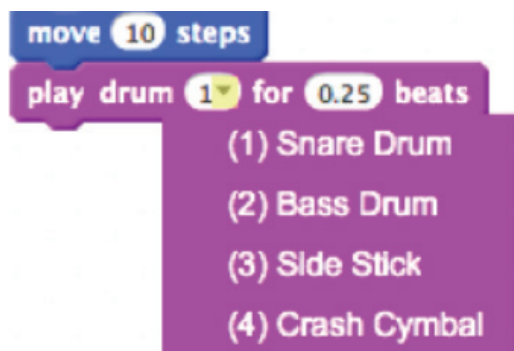 move 10 steps
play drum 1 for 0.25 beats
(1) Snare Drum
(2) Bass Drum
(3) Side Stick
(4) Crash Cymbal